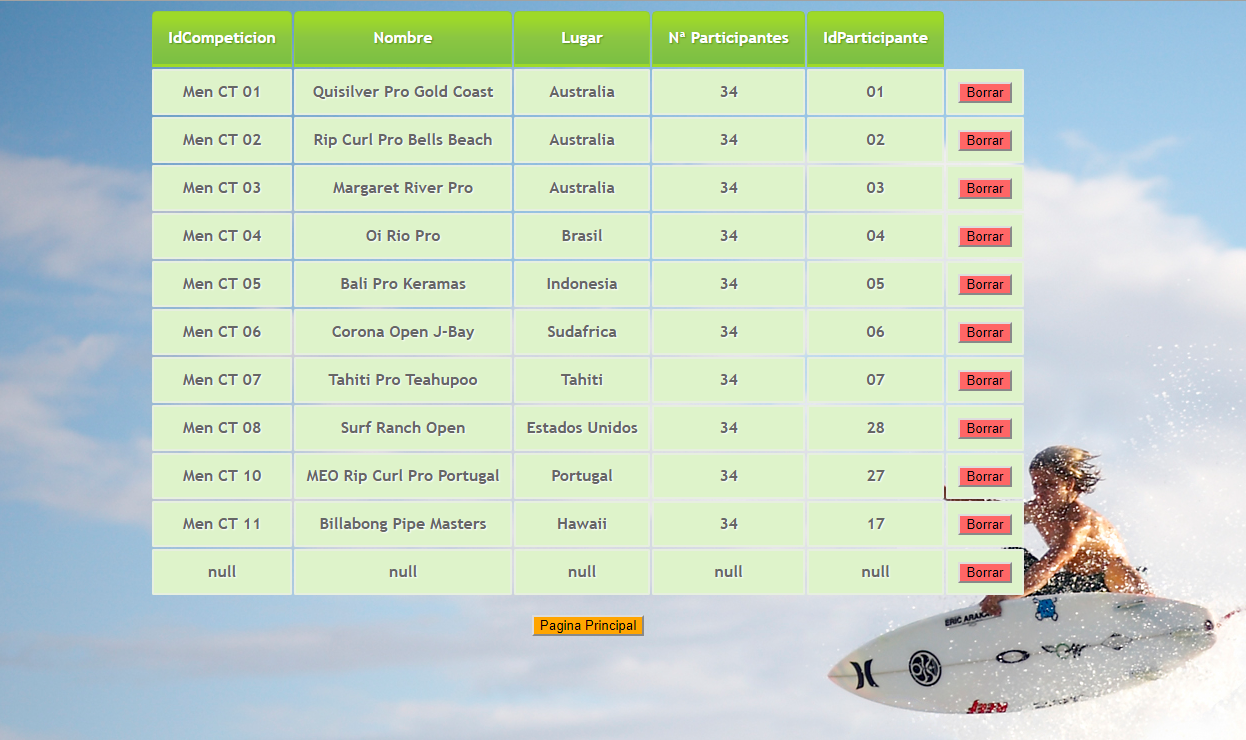 IdCompeticion Nombre Lugar Nª Participantes IdParticipante
Men CT 01 Quisilver Pro Gold Coast Australia 34 01 Borrar
Men CT 02 Rip Curl Pro Bells Beach Australia 34 02 Borrar
Men CT 03 Margaret River Pro Australia 34 03 Borrar
Men CT 04 Oi Rio Pro Brasil 34 04 Borrar
Men CT 05 Bali Pro Keramas Indonesia 34 05 Borrar
Men CT 06 Corona Open J-Bay Sudafrica 34 06 Borrar
Men CT 07 Tahiti Pro Teahupoo Tahiti 34 07 Borrar
Men CT 08 Surf Ranch Open Estados Unidos 34 28 Borrar
Men CT 10 MEO Rip Curl Pro Portugal Portugal 34 27 Borrar
Men CT 11 Billabong Pipe Masters Hawaii 34 17 Borrar
null null null null null Borrar
Pagina Principal
ERIC